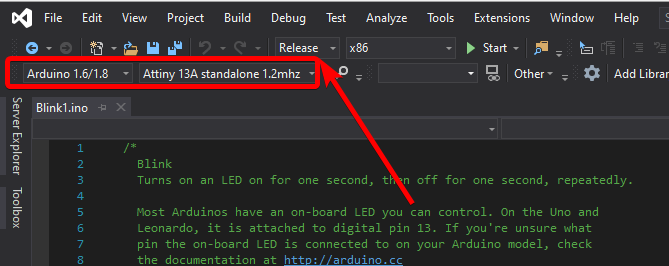 File Edit View Project Build Debug Test Analyze Tools Extensions Window
Release x86 Start
Arduino 1.6/1.8 Attiny 13A standalone 1.2mhz Other Add Librar
Server Explorer
Toolbox
Blink1.ino
1 /*
2 Blink
3 Turns on an LED on for one second, then off for one second, repeatedly.
4
5 Most Arduinos have an on-board LED you can control. On the Uno and
6 Leonardo, it is attached to digital pin 13. If you're unsure what
7 pin the on-board LED is connected to on your Arduino model, check
8 the documentation at http://arduino.cc